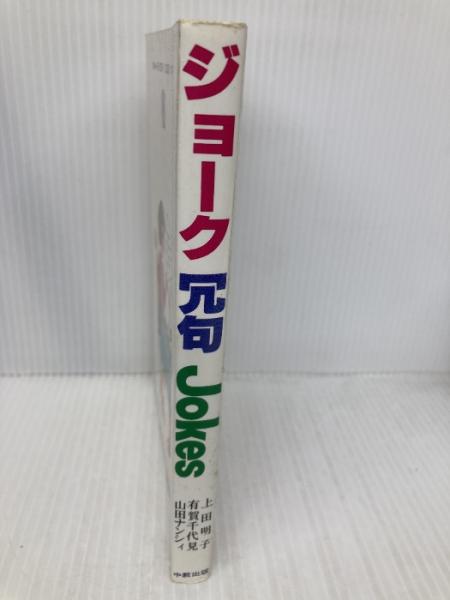 ジョーク
冗句
Jokes
上田明子
有賀千代見
山田ナンシィ
中教出版